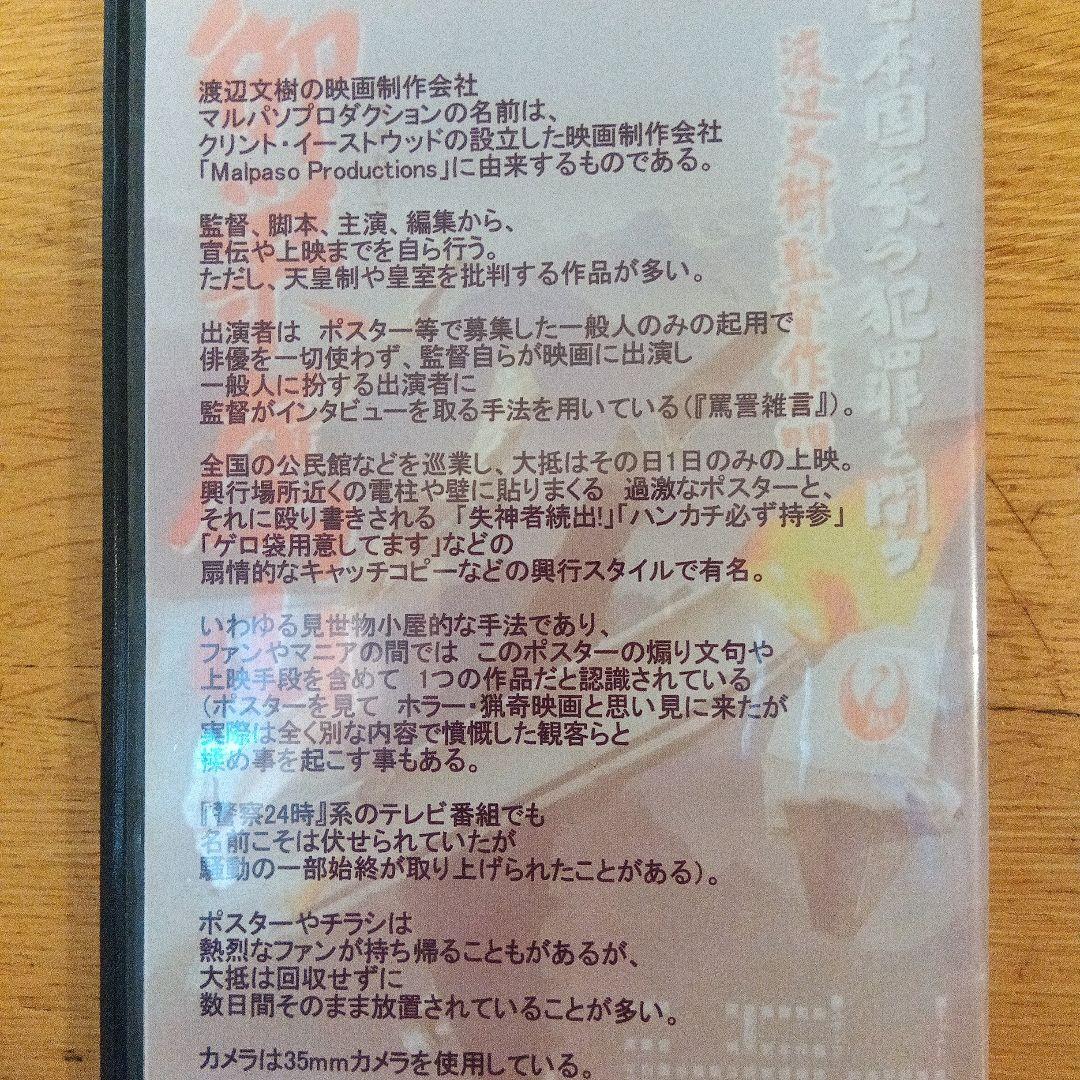 渡辺文樹の映画制作会社
マルパソプロダクションの名前は、
クリント・イーストウッドの設立した映画制作会社
「Malpaso Productions」に由来するものである。
監督、脚本、主演、編集から、
宣伝や上映までを自ら行う。
ただし、天皇制や皇室を批判する作品が多い。
出演者は　ポスター等で募集した一般人のみの起用で
俳優を一切使わず、監督自らが映画に出演し
一般人に扮する出演者に
監督がインタビューを取る手法を用いている（『罵詈雑言』）。
全国の公民館などを巡業し、大抵はその日1日のみの上映。
興行場所近くの電柱や壁に貼りまくる　過激なポスターと、
それに殴り書きされる　「失神者続出!」「ハンカチ必ず持参」
「ゲロ袋用意してます」などの
扇情的なキャッチコピーなどの興行スタイルで有名。
いわゆる見世物小屋的な手法であり、
ファンやマニアの間では　このポスターの煽り文句や
上映手段を含めて　1つの作品だと認識されている
（ポスターを見て　ホラー・猟奇映画と思い見に来たが
実際は全く別な内容で憤慨した観客らと
揉め事を起こす事もある。
『警察24時』系のテレビ番組でも
名前こそは伏せられていたが
騒動の一部始終が取り上げられたことがある）。
ポスターやチラシは
熱烈なファンが持ち帰ることもがあるが、
大抵は回収せずに
数日間そのまま放置されていることが多い。
カメラは35mmカメラを使用している。
日本国家の犯罪を問う
渡辺文樹監督作品